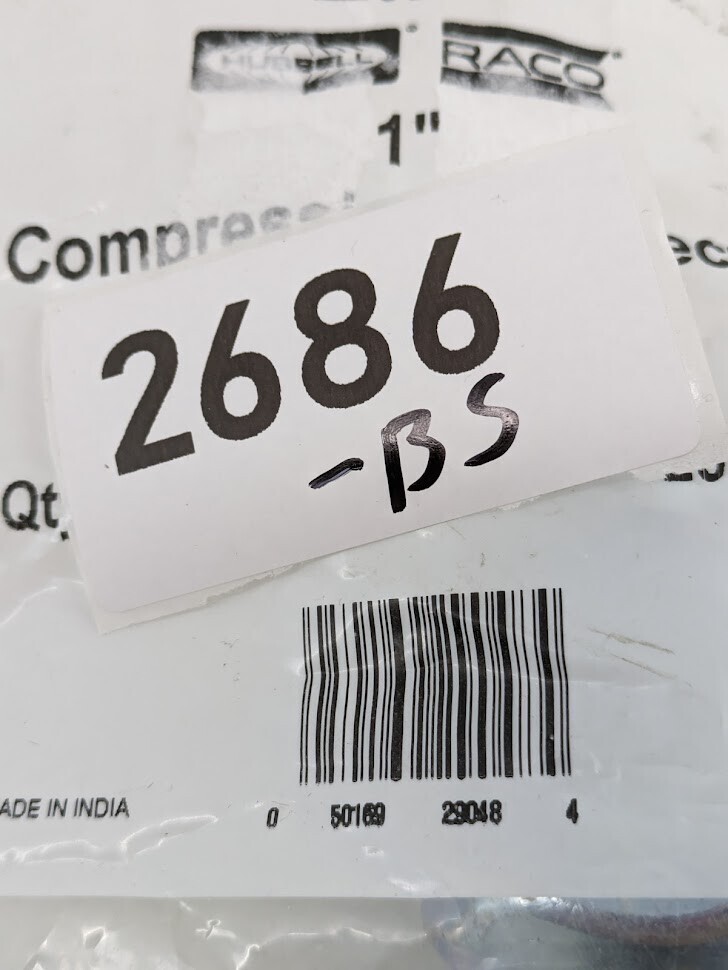 HUBBELL RACO
1"
Compress ec
2686
-BS
Qt
ADE IN INDIA
0 50169 29048 4